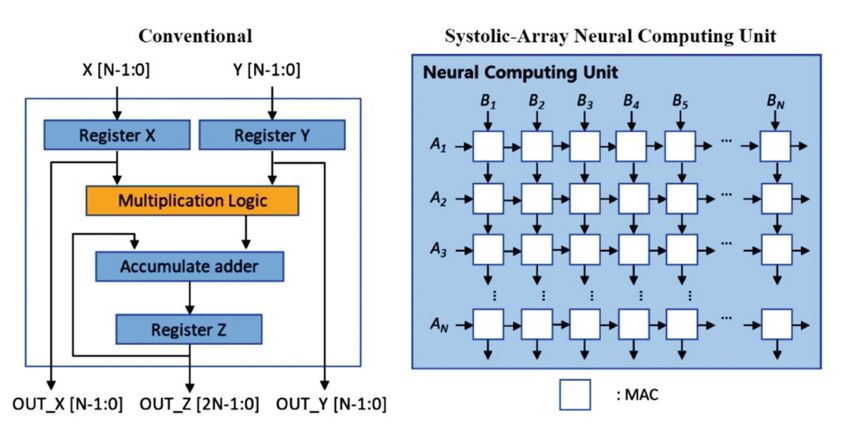 Conventional
X [N-1:0] Y [N-1:0]
Register X Register Y
Multiplication Logic
Accumulate adder
Register Z
OUT_X [N-1:0] OUT_Z [2N-1:0] OUT_Y [N-1:0]
Systolic-Array Neural Computing Unit
Neural Computing Unit
B1 B2 B3 B4 B5 BN
A1 ...
A2 ...
A3 ...
... ... ... ... ...
AN ...
: MAC